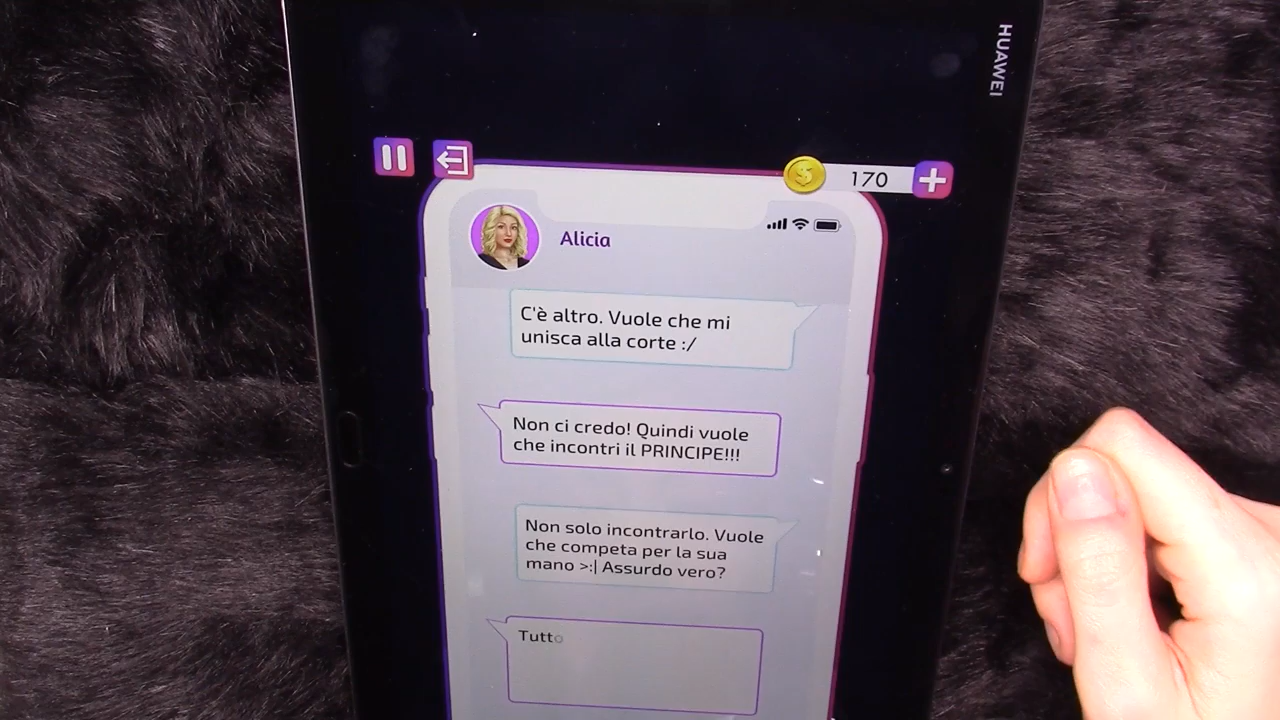 HUAWEI
170
Alicia
C'è altro. Vuole che mi
unisca alla corte :/
Non ci credo! Quindi vuole
che incontri il PRINCIPE!!!
Non solo incontrarlo. Vuole
che competa per la sua
mano >:| Assurdo vero?
Tutto